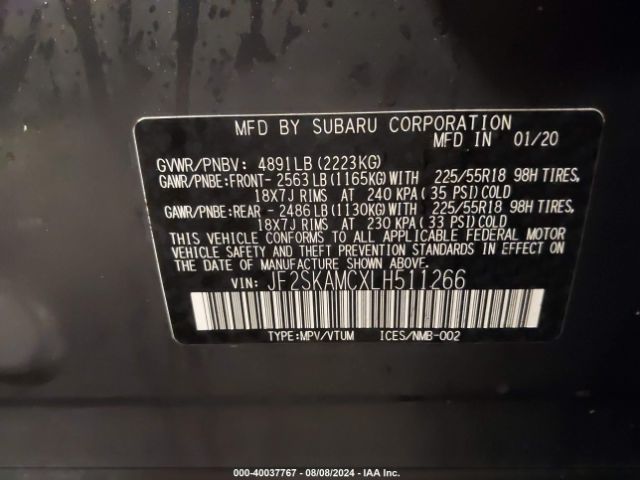 MFD BY SUBARU CORPORATION
MFD IN 01/20
GVWR/PNBV: 4891LB (2223KG)
GAWR/PNBE:FRONT- 2563LB (1165KG) WITH 225/55R18 98H TIRES,
18X7J RIMS AT 240 KPA (35 PSI) COLD
GAWR/PNBE:REAR - 2486LB (1130KG) WITH 225/55R18 98H TIRES,
18X7J RIMS AT 230 KPA (33 PSI) COLD
THIS VEHICLE CONFORMS TO ALL APPLICABLE FEDERAL MOTOR
VEHICLE SAFETY AND THEFT PREVENTION STANDARDS IN EFFECT
ON THE DATE OF MANUFACTURE SHOWN ABOVE.
VIN: JF2SKAMCXLH511266
TYPE:MPV/VTUM ICES/NMB-002
000-40037767 - 08/08/2024 - IAA Inc.